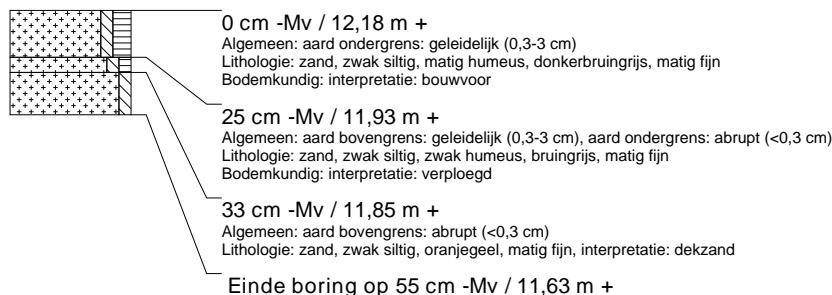 0 cm -Mv / 12,18 m +
Algemeen: aard ondergrens: geleidelijk (0,3-3 cm)
Lithologie: zand, zwak siltig, matig humeus, donkerbruingrijs, matig fijn
Bodemkundig: interpretatie: bouwvoor
25 cm -Mv / 11,93 m +
Algemeen: aard bovengrens: geleidelijk (0,3-3 cm), aard ondergrens: abrupt (<0,3 cm)
Lithologie: zand, zwak siltig, zwak humeus, bruingrijs, matig fijn
Bodemkundig: interpretatie: verploegd
33 cm -Mv / 11,85 m +
Algemeen: aard bovengrens: abrupt (<0,3 cm)
Lithologie: zand, zwak siltig, oranjegeel, matig fijn, interpretatie: dekzand
Einde boring op 55 cm -Mv / 11,63 m +